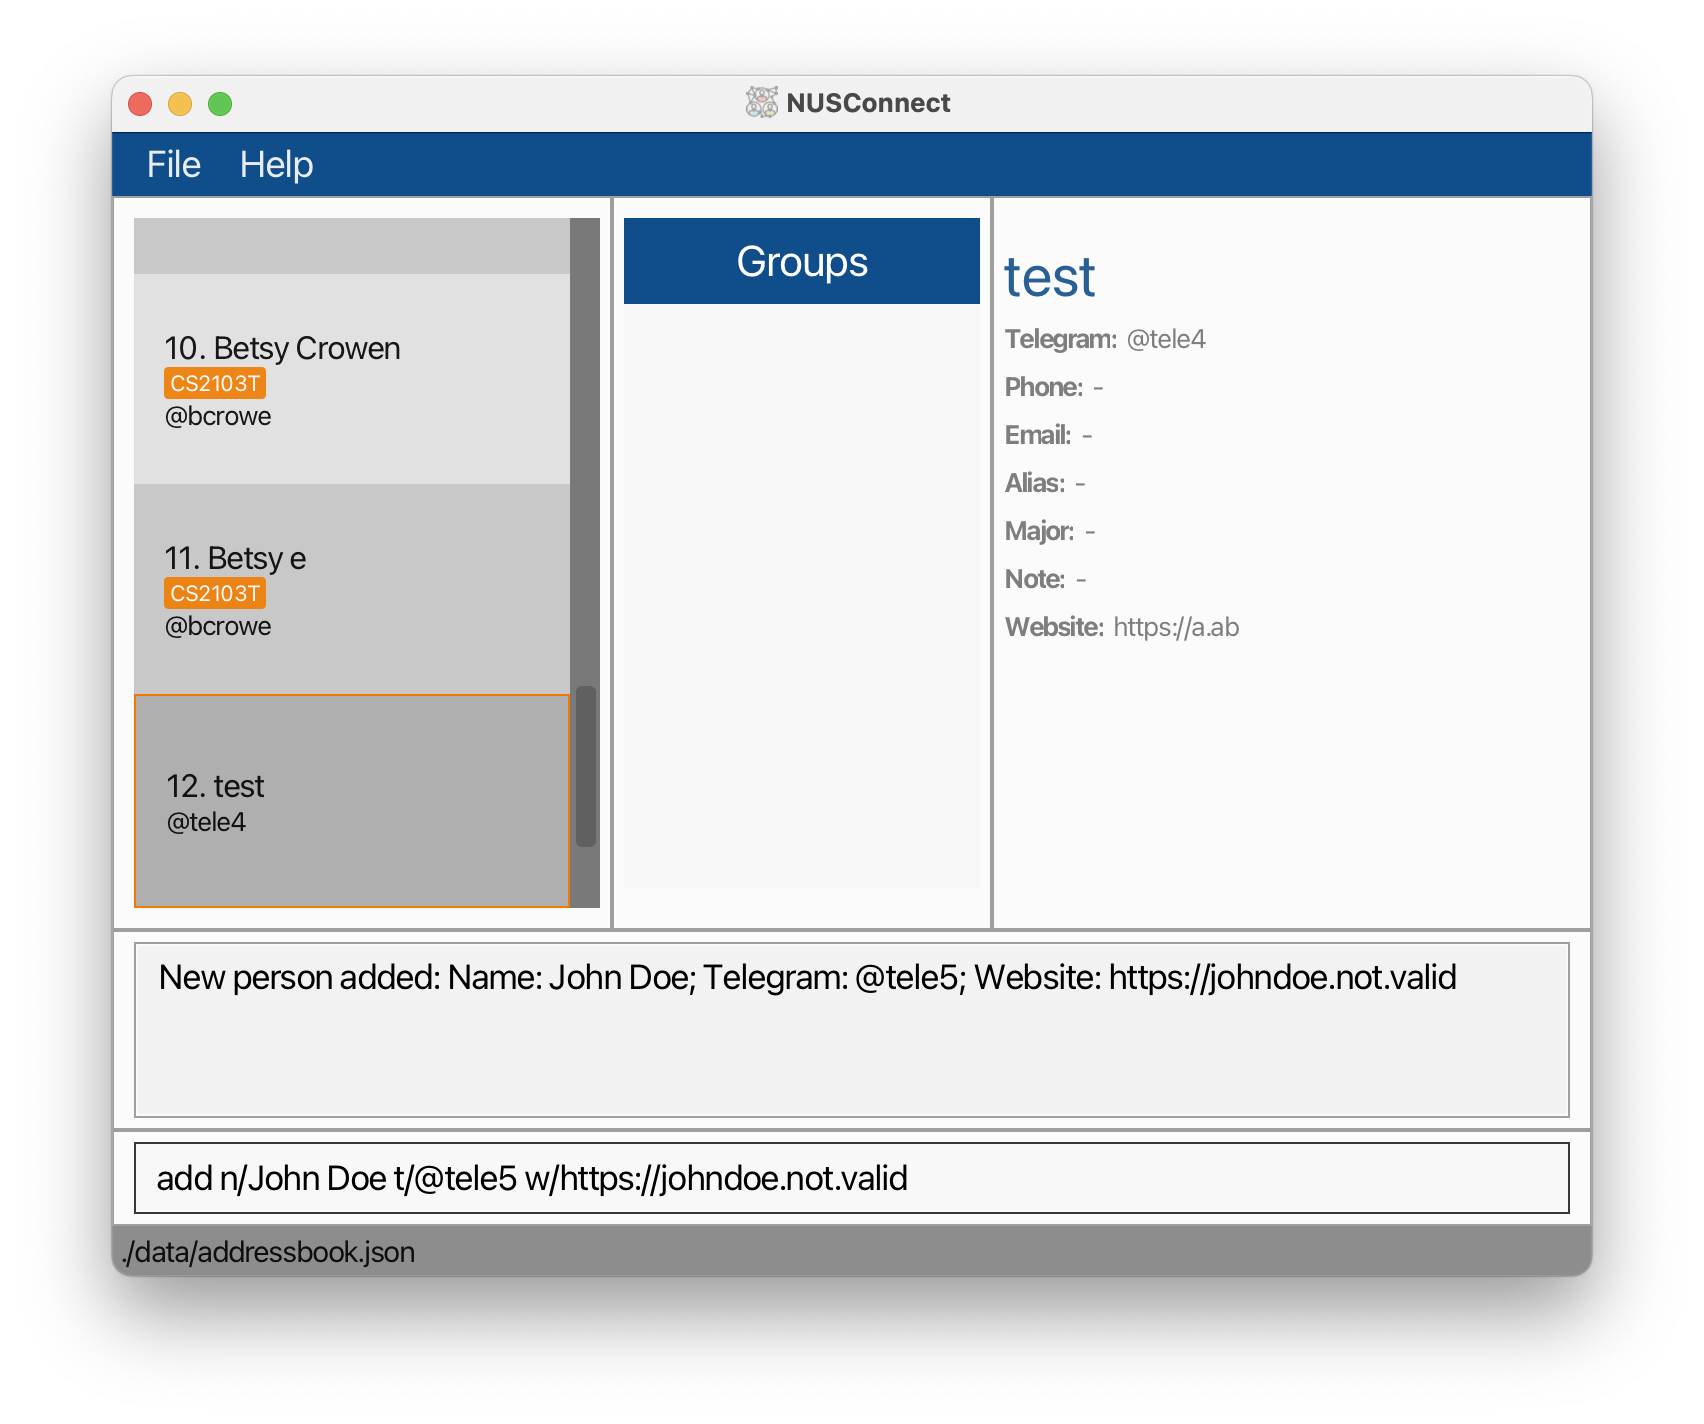 NUSConnect
File Help
10. Betsy Crowen
CS2103T
@bcrowe
11. Betsy e
CS2103T
@bcrowe
12. test
@tele4
Groups
test
Telegram: @tele4
Phone: -
Email: -
Alias: -
Major: -
Note: -
Website: https://a.ab
New person added: Name: John Doe; Telegram: @tele5; Website: https://johndoe.not.valid
add n/John Doe t/@tele5 w/https://johndoe.not.valid
./data/addressbook.json